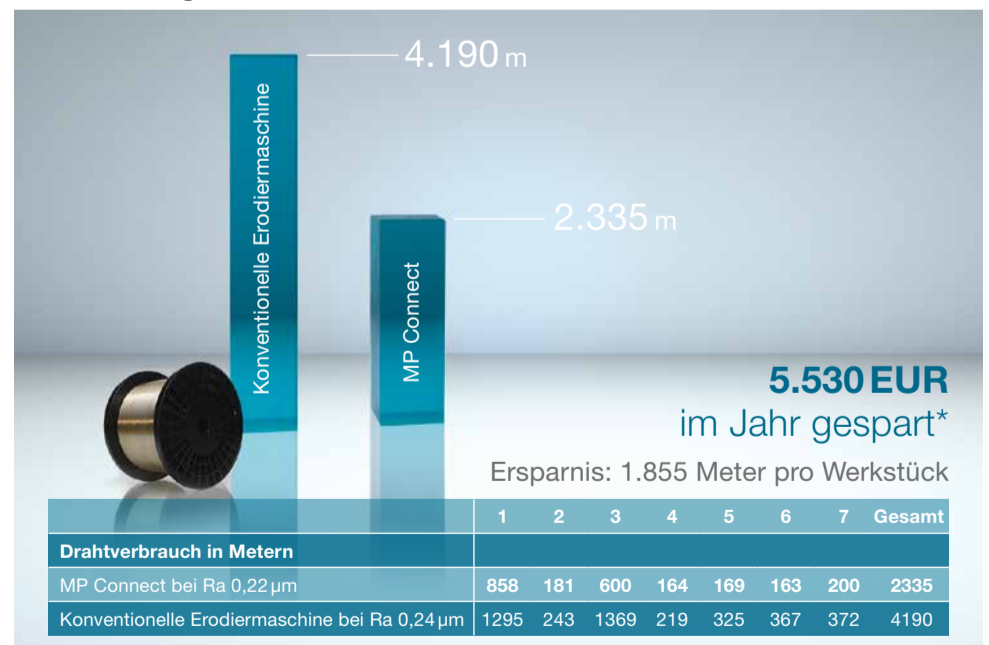 4.190 m
Konventionelle Erodiermaschine
2.335 m
MP Connect
5.530 EUR
im Jahr gespart*
Ersparnis: 1.855 Meter pro Werkstück
1 2 3 4 5 6 7 Gesamt
Drahtverbrauch in Metern
MP Connect bei Ra 0,22 µm 858 181 600 164 169 163 200 2335
Konventionelle Erodiermaschine bei Ra 0,24 µm 1295 243 1369 219 325 367 372 4190